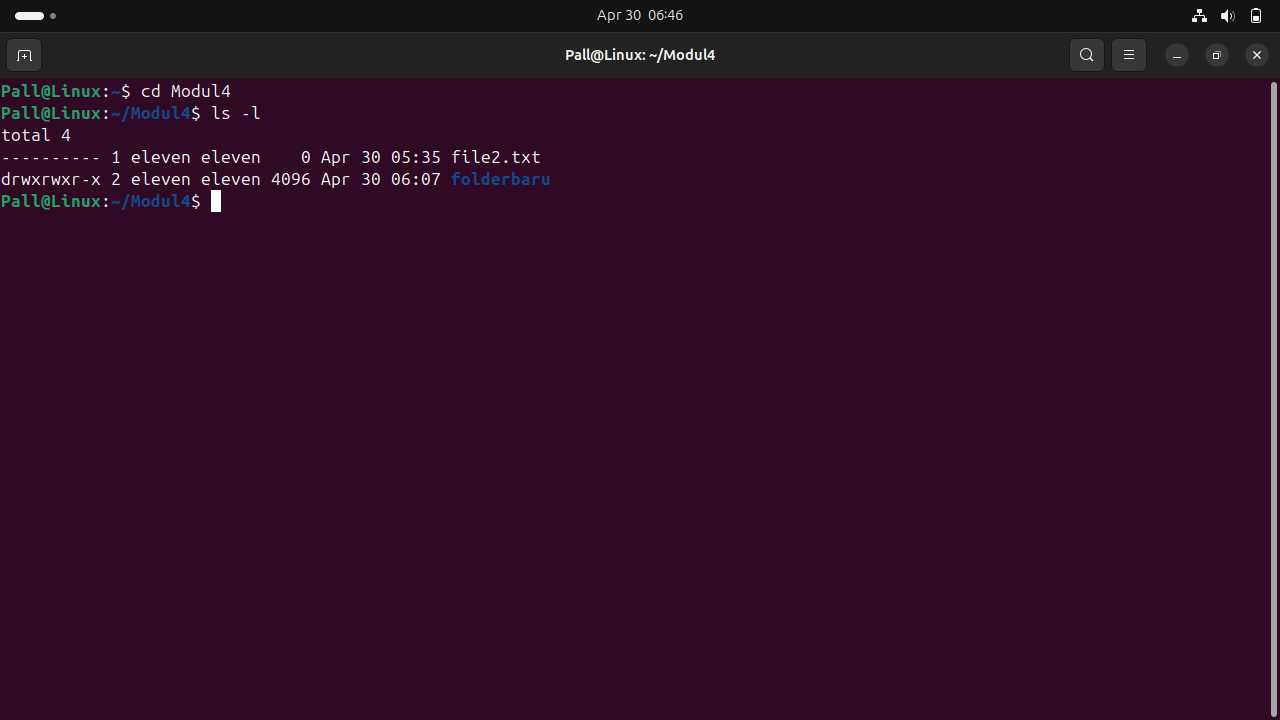 Apr 30 06:46
Pall@Linux: ~/Modul4
Pall@Linux:~$ cd Modul4
Pall@Linux:~/Modul4$ ls -l
total 4
---------- 1 eleven eleven    0 Apr 30 05:35 file2.txt
drwxrwxr-x 2 eleven eleven 4096 Apr 30 06:07 folderbaru
Pall@Linux:~/Modul4$